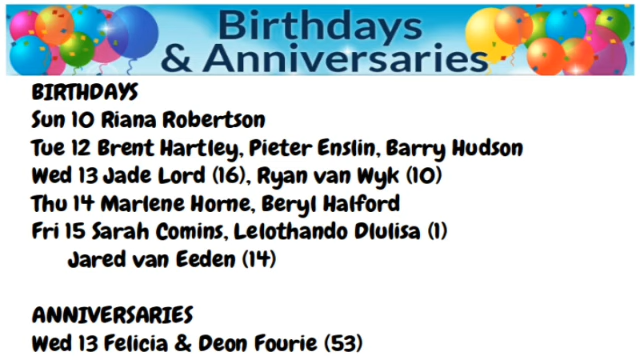 Birthdays
& Anniversaries
BIRTHDAYS
Sun 10 Riana Robertson
Tue 12 Brent Hartley, Pieter Enslin, Barry Hudson
Wed 13 Jade Lord (16), Ryan van Wyk (10)
Thu 14 Marlene Horne, Beryl Halford
Fri 15 Sarah Comins, Lelothando Dlulisa (1)
Jared van Eeden (14)
ANNIVERSARIES
Wed 13 Felicia & Deon Fourie (53)